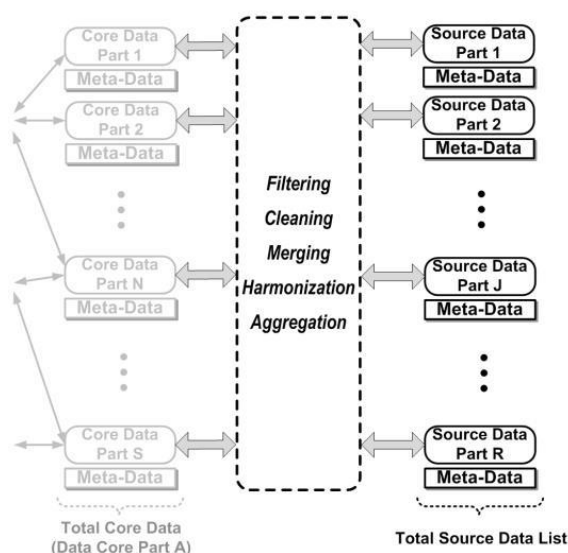 Core Data
Part 1
Meta-Data
Core Data
Part 2
Meta-Data
Core Data
Part N
Meta-Data
Core Data
Part S
Meta-Data
Total Core Data
(Data Core Part A)
Filtering
Cleaning
Merging
Harmonization
Aggregation
Source Data
Part 1
Meta-Data
Source Data
Part 2
Meta-Data
Source Data
Part J
Meta-Data
Source Data
Part R
Meta-Data
Total Source Data List